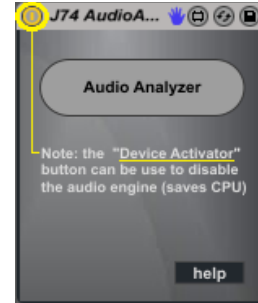 J74 AudioA...
Audio Analyzer
Note: the "Device Activator"
button can be use to disable
the audio engine (saves CPU)
help